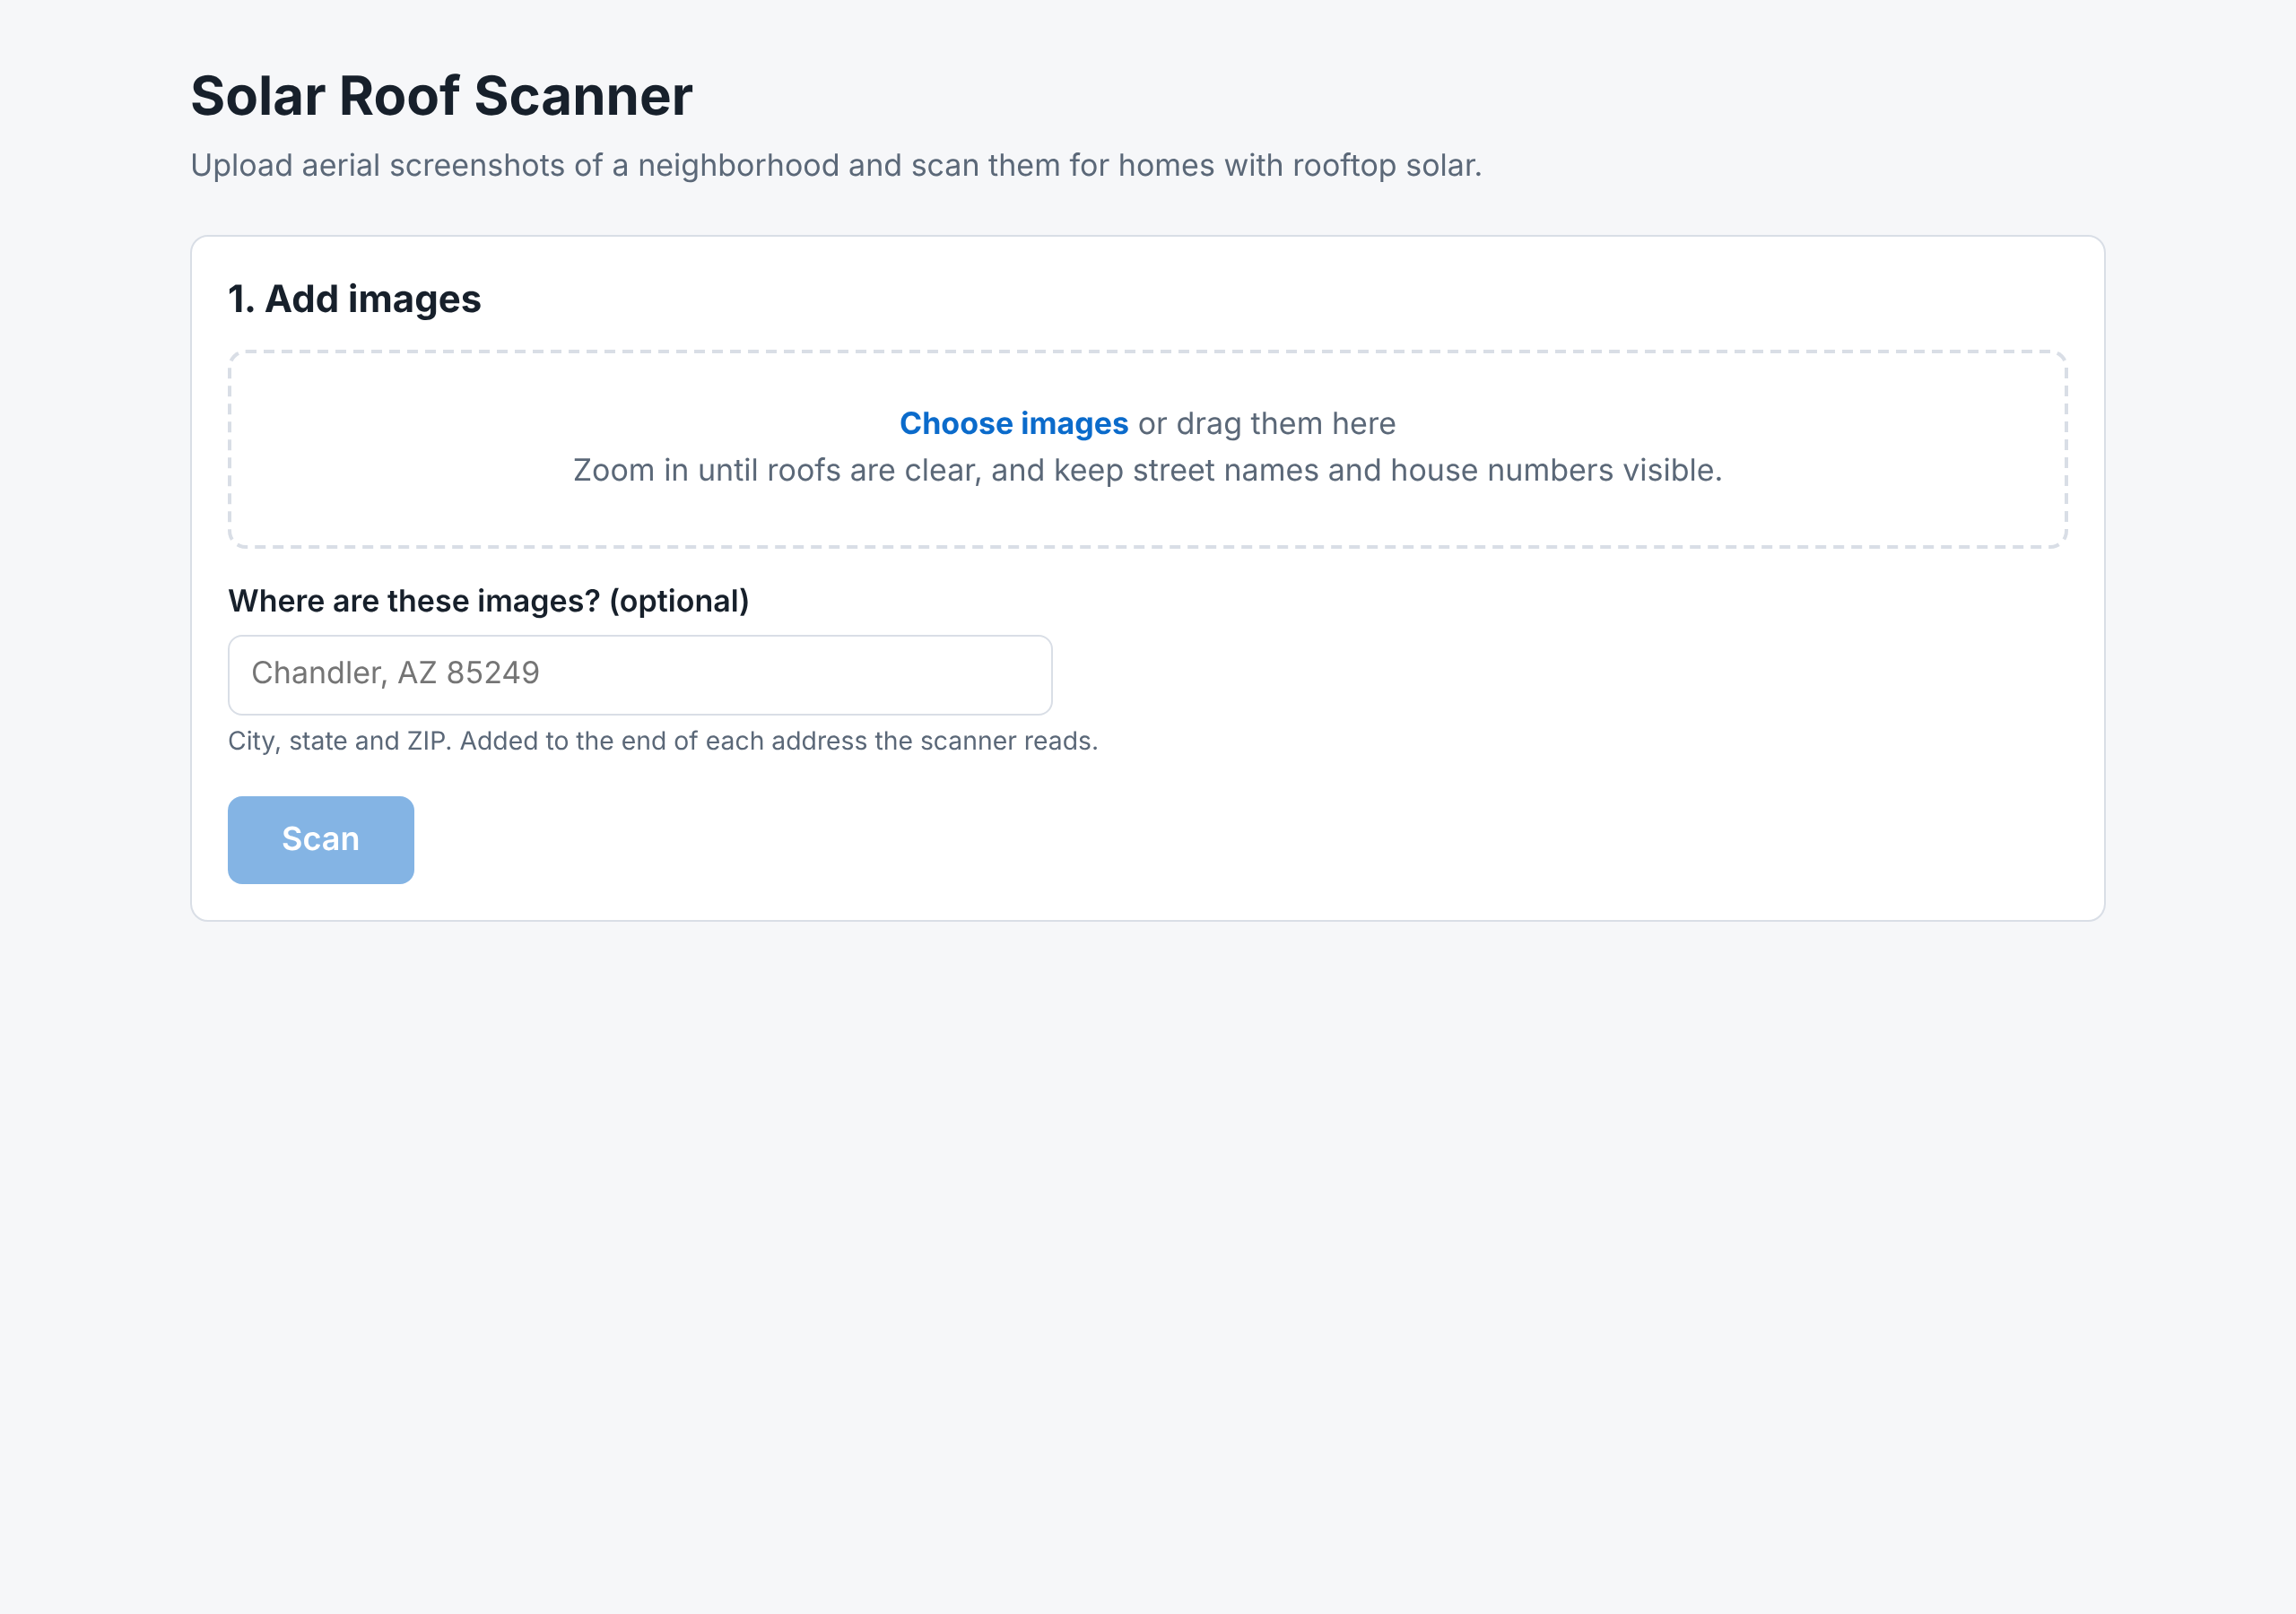 Solar Roof Scanner
Upload aerial screenshots of a neighborhood and scan them for homes with rooftop solar.
1. Add images
Choose images or drag them here
Zoom in until roofs are clear, and keep street names and house numbers visible.
Where are these images? (optional)
Chandler, AZ 85249
City, state and ZIP. Added to the end of each address the scanner reads.
Scan